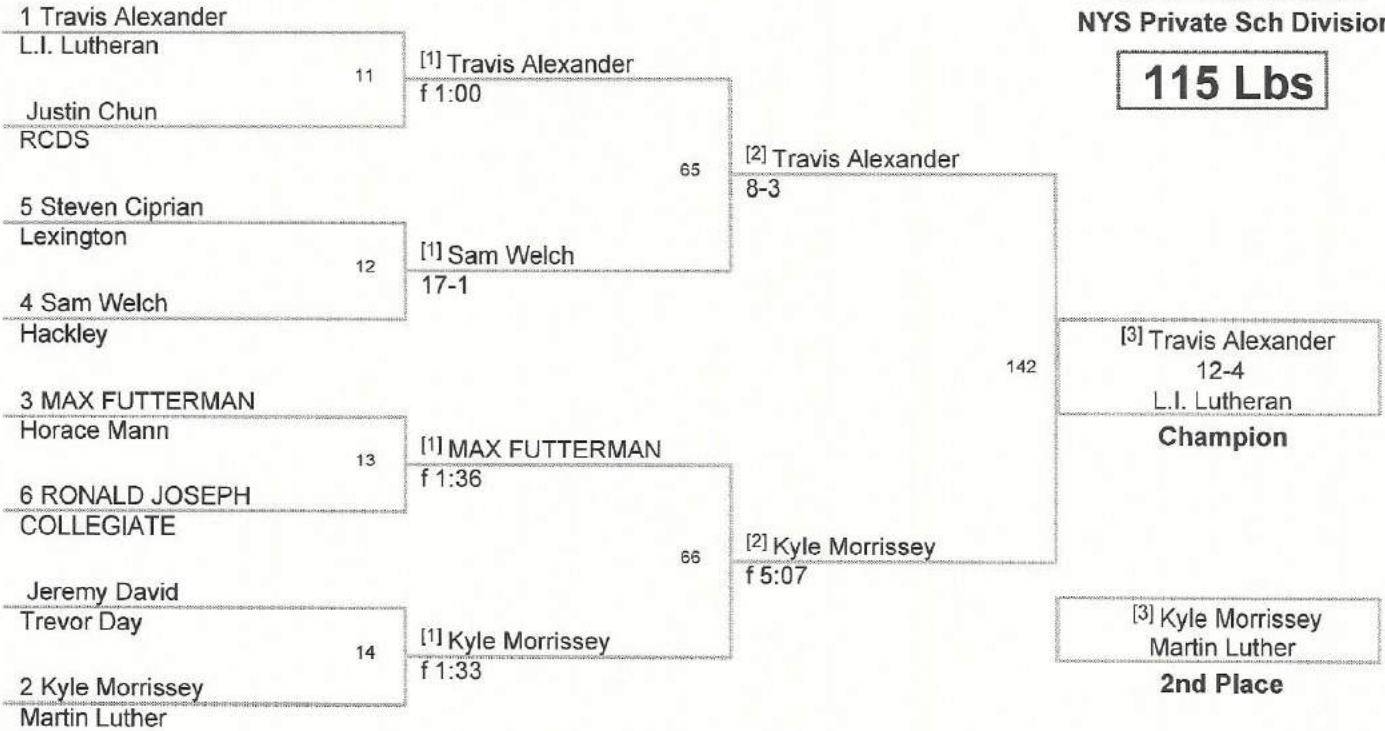 NYS Private Sch Division
115 Lbs
1 Travis Alexander
L.I. Lutheran
11
Justin Chun
RCDS
[1] Travis Alexander
f 1:00
5 Steven Ciprian
Lexington
12
4 Sam Welch
Hackley
[1] Sam Welch
17-1
65
[2] Travis Alexander
8-3
3 MAX FUTTERMAN
Horace Mann
13
6 RONALD JOSEPH
COLLEGIATE
[1] MAX FUTTERMAN
f 1:36
Jeremy David
Trevor Day
14
2 Kyle Morrissey
Martin Luther
[1] Kyle Morrissey
f 1:33
66
[2] Kyle Morrissey
f 5:07
142
[3] Travis Alexander
12-4
L.I. Lutheran
Champion
[3] Kyle Morrissey
Martin Luther
2nd Place